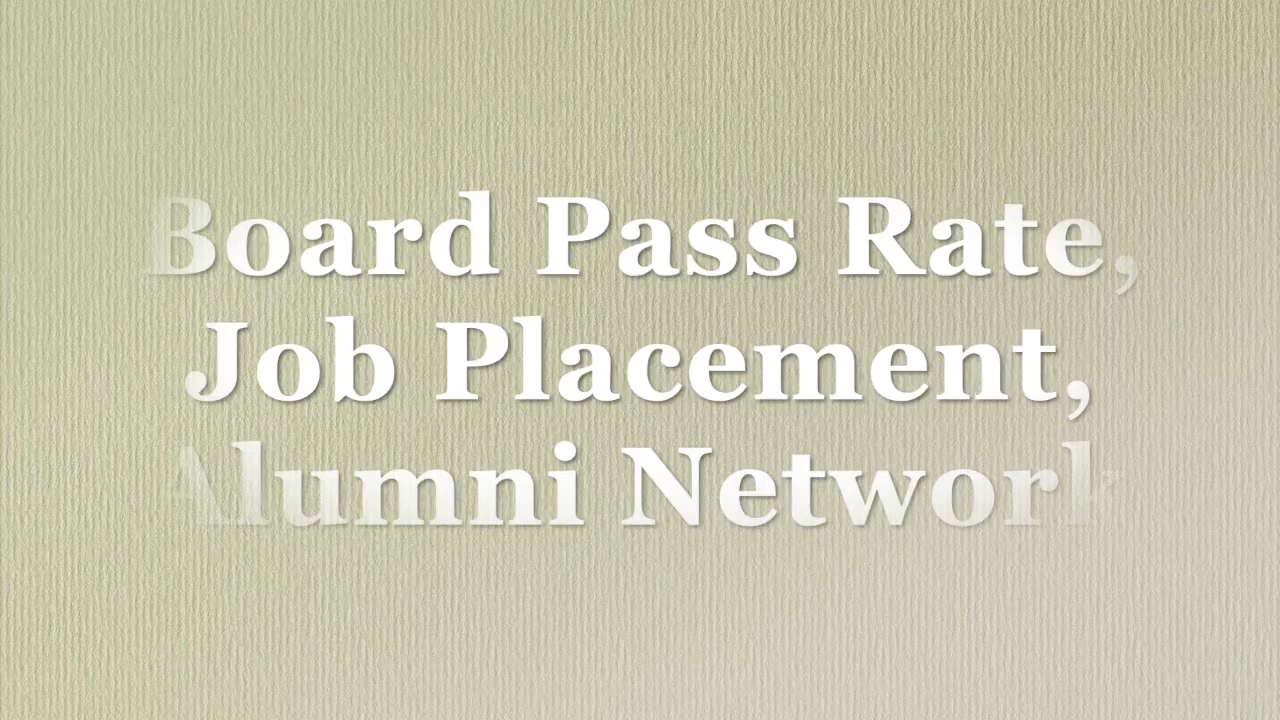 Board Pass Rate,
Job Placement,
Alumni Network